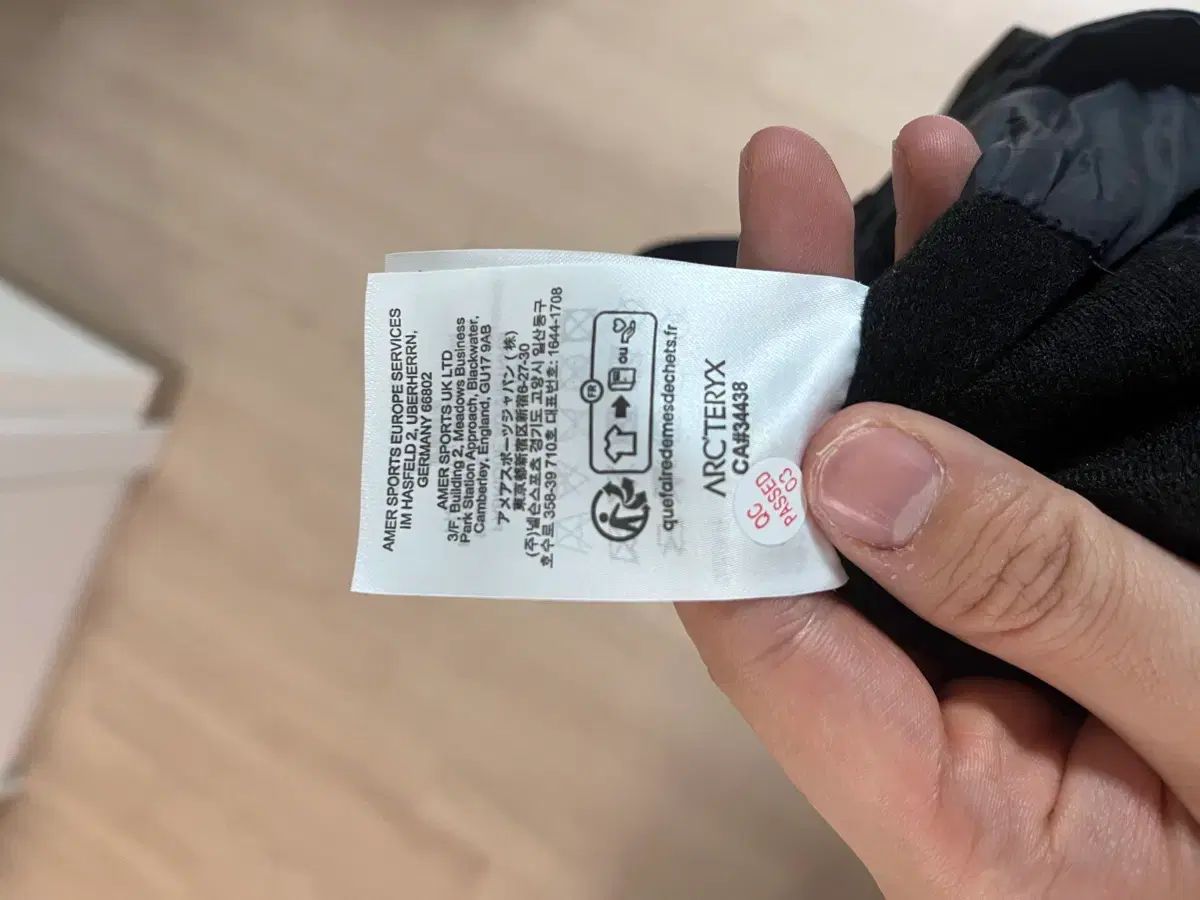 AMER SPORTS EUROPE SERVICES
IM HASFELD 2, UBERHERRN,
GERMANY 66802
AMER SPORTS UK LTD
3/F, Building 2, Meadows Business
Park Station Approach, Blackwater,
Camberley, England, GU17 9AB
アメアスポーツジャパン(株)
東京都新宿区新宿6-27-30
(주)넬슨스포츠 경기도 고양시 일산동구
호수로 358-39 710호 대표번호: 1644-1708
FR
ou
quefairedemesdechets.fr
ARC'TERYX
CA#34438
QC
PASSED
03